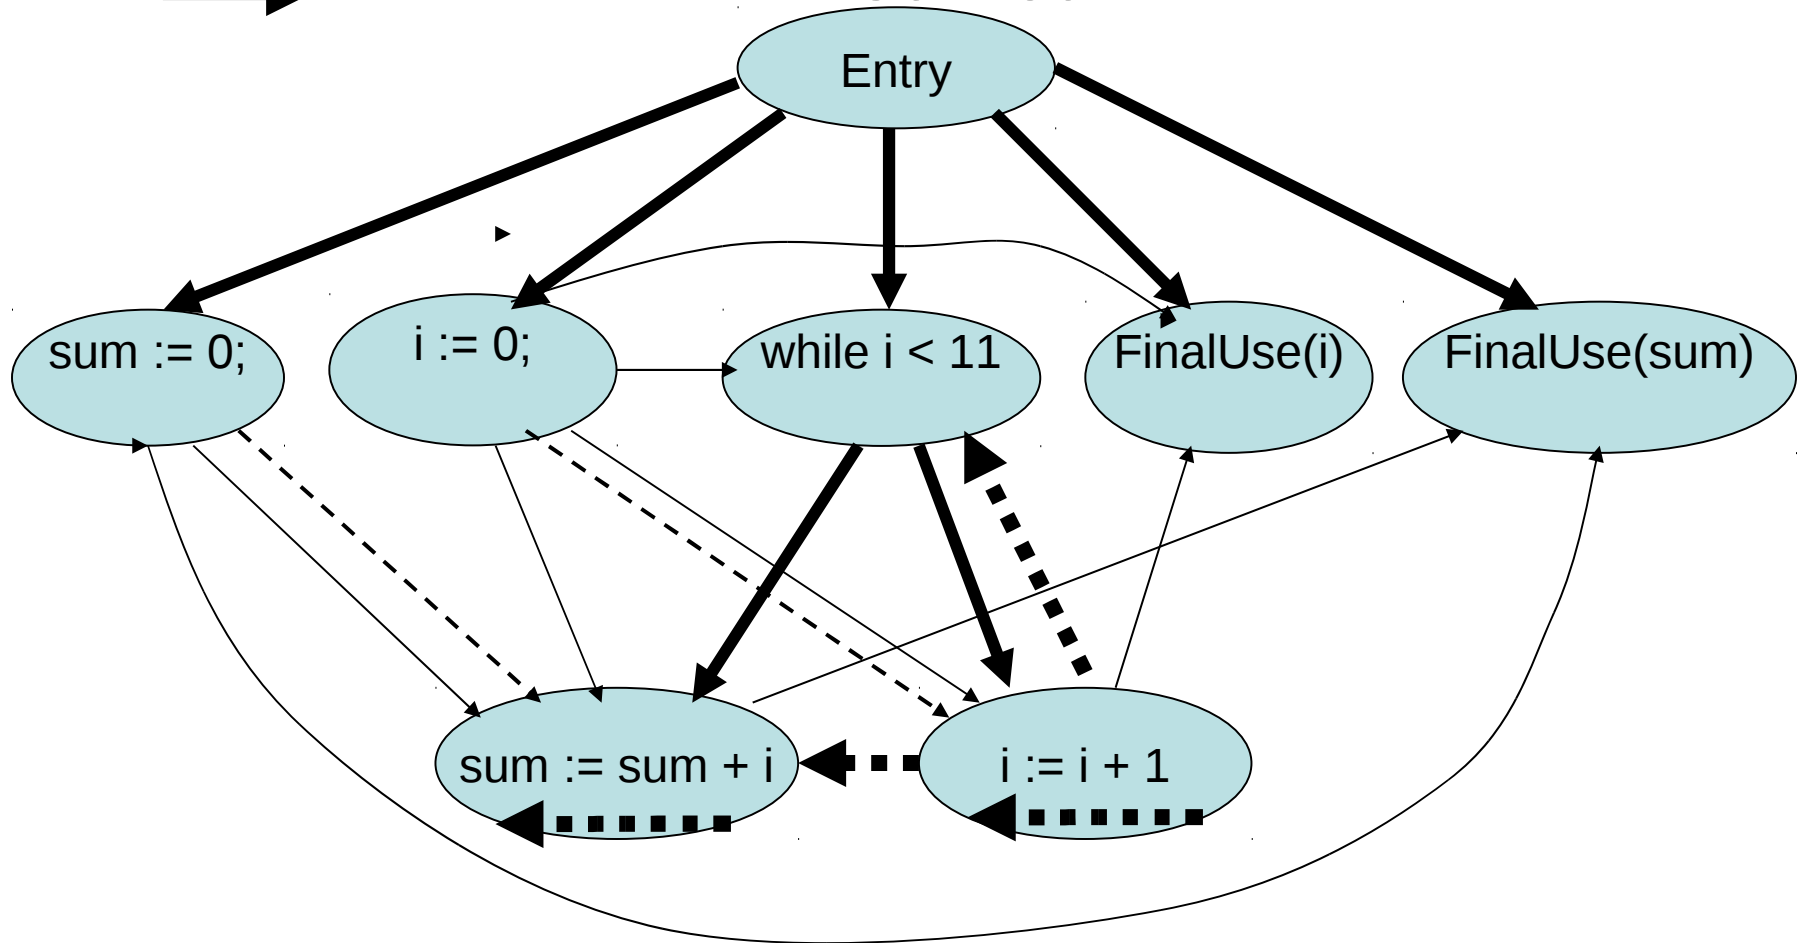 Entry
sum := 0;
i := 0;
while i < 11
FinalUse(i)
FinalUse(sum)
sum := sum + i
i := i + 1